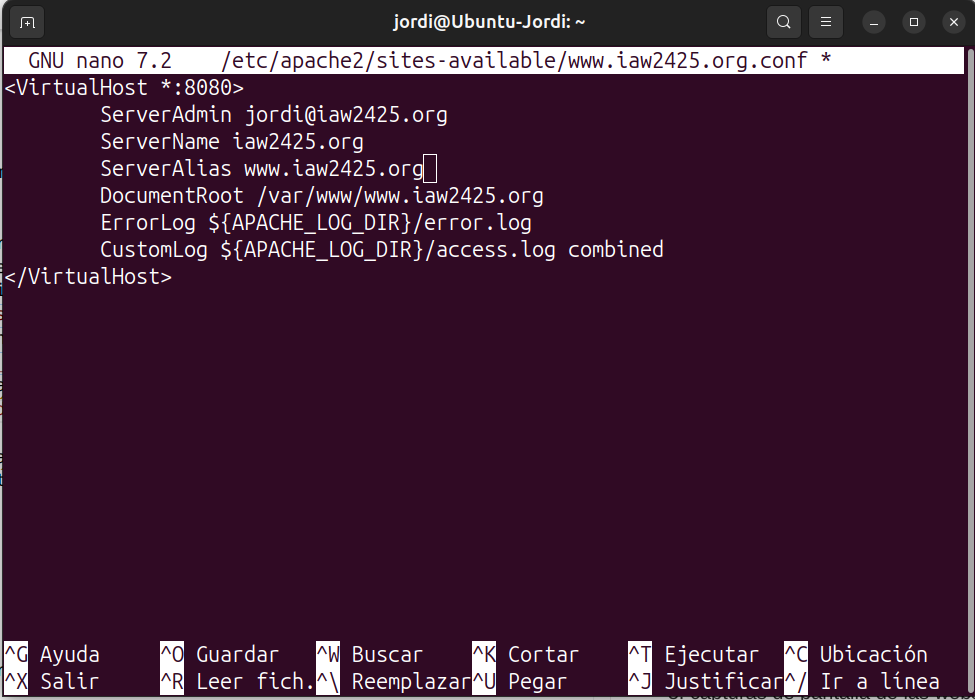 jordi@Ubuntu-Jordi: ~
GNU nano 7.2 /etc/apache2/sites-available/www.iaw2425.org.conf *
<VirtualHost *:8080>
ServerAdmin jordi@iaw2425.org
ServerName iaw2425.org
ServerAlias www.iaw2425.org
DocumentRoot /var/www/www.iaw2425.org
ErrorLog ${APACHE_LOG_DIR}/error.log
CustomLog ${APACHE_LOG_DIR}/access.log combined
</VirtualHost>
^G Ayuda ^O Guardar ^W Buscar ^K Cortar ^T Ejecutar ^C Ubicación
^X Salir ^R Leer fich. ^\ Reemplazar ^U Pegar ^J Justificar ^/ Ir a línea